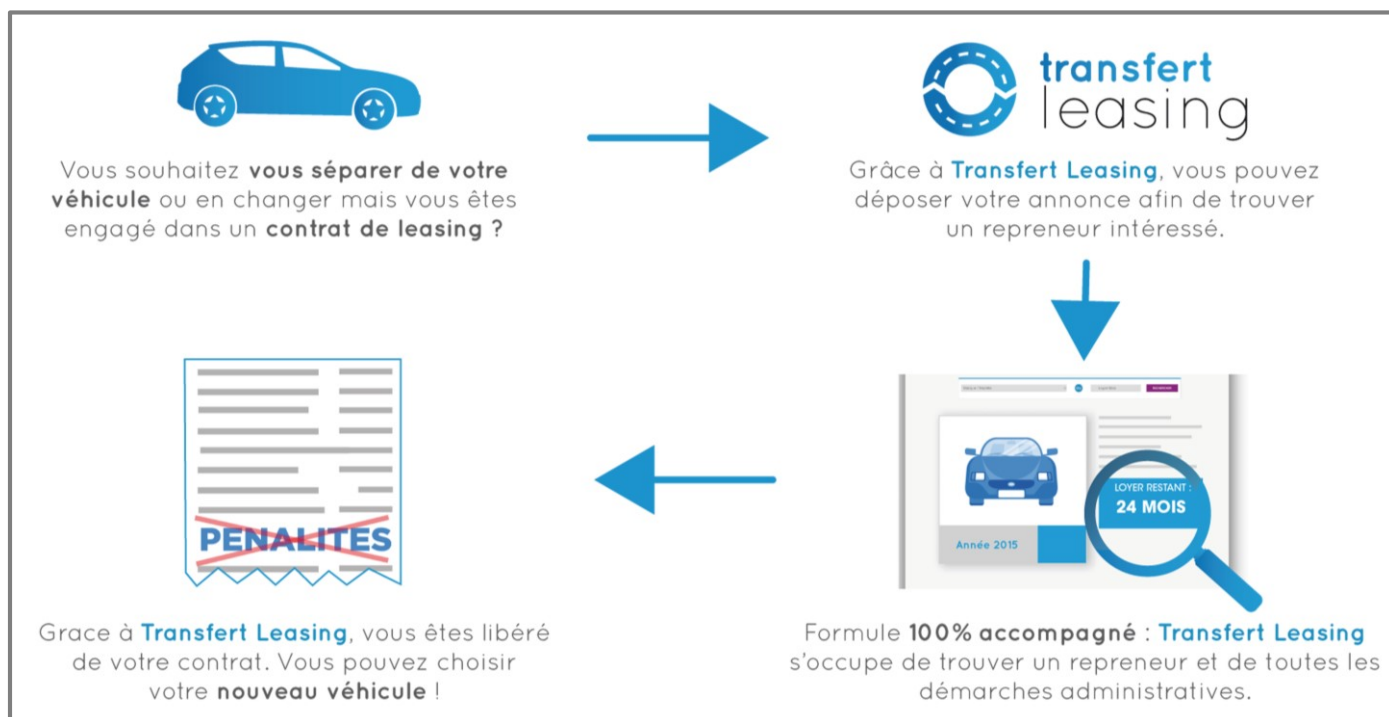 Vous souhaitez vous séparer de votre
véhicule ou en changer mais vous êtes
engagé dans un contrat de leasing ?
transfert
leasing
Grâce à Transfert Leasing, vous pouvez
déposer votre annonce afin de trouver
un repreneur intéressé.
LOYER RESTANT :
24 MOIS
Année 2015
Formule 100% accompagné : Transfert Leasing
s'occupe de trouver un repreneur et de toutes les
démarches administratives.
PENALITES
Grace à Transfert Leasing, vous êtes libéré
de votre contrat. Vous pouvez choisir
votre nouveau véhicule !